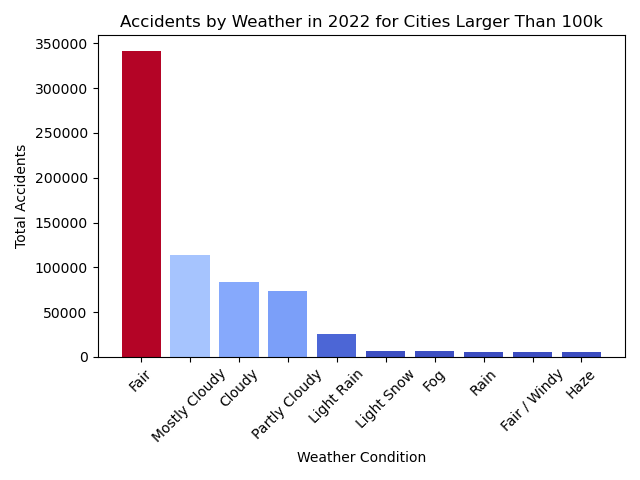 Accidents by Weather in 2022 for Cities Larger Than 100k
350000
300000
250000
200000
150000
100000
50000
0
Total Accidents
Fair
Mostly Cloudy
Cloudy
Partly Cloudy
Light Rain
Light Snow
Fog
Rain
Fair / Windy
Haze
Weather Condition